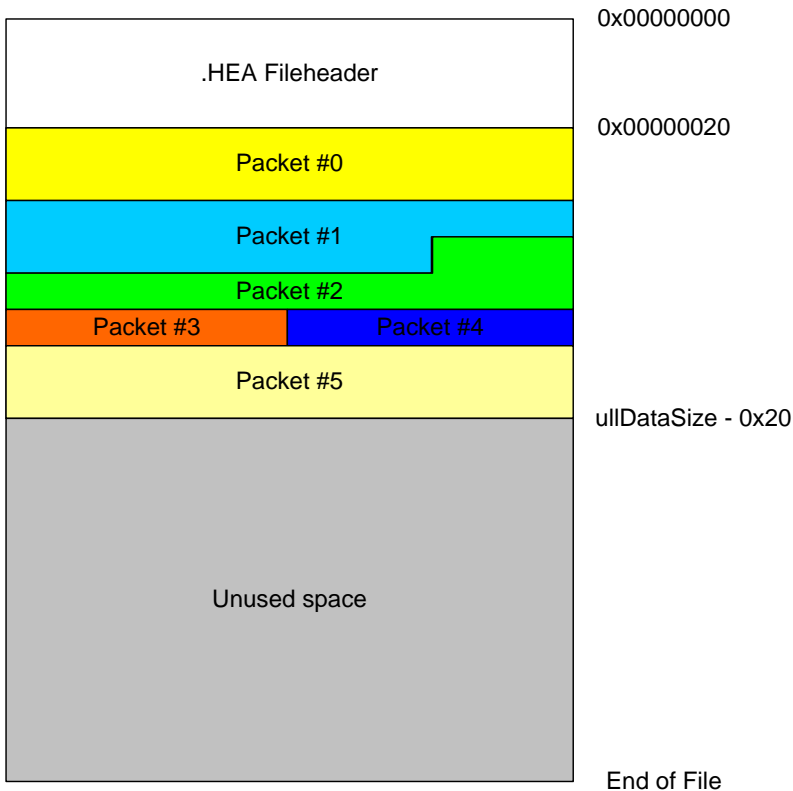 0x00000000
.HEA Fileheader
0x00000020
Packet #0
Packet #1
Packet #2
Packet #3 Packet #4
Packet #5
ullDataSize - 0x20
Unused space
End of File